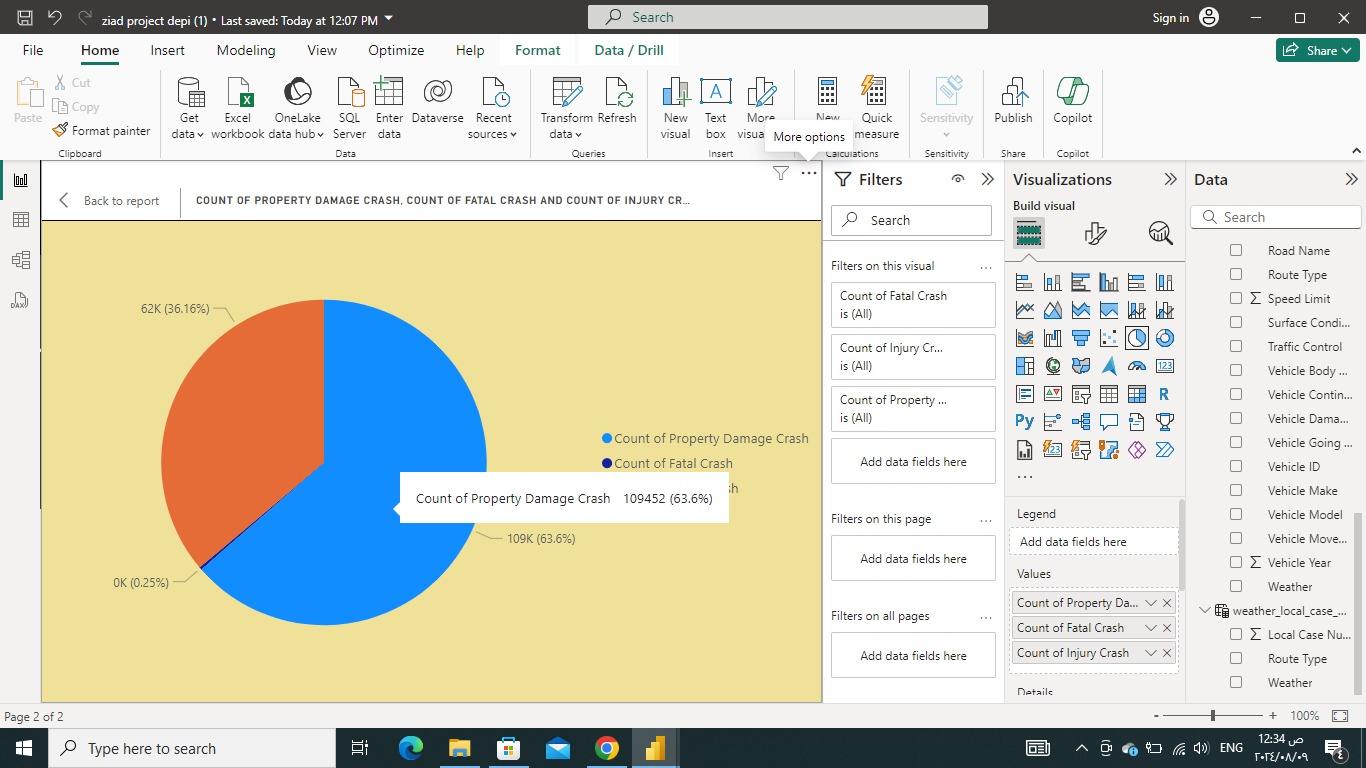 ziad project depi (1) • Last saved: Today at 12:07 PM
Search
Sign in
File Home Insert Modeling View Optimize Help Format Data / Drill
Share
Paste
Cut
Copy
Format painter
Clipboard
Get data
Excel workbook
OneLake data hub
SQL Server
Enter data
Dataverse
Recent sources
Data
Transform data
Refresh
Queries
New visual
Text box
More
Insert
New
Quick measure
Calculations
Sensitivity
Sensitivity
Publish
Share
Copilot
Copilot
More options
Back to report
COUNT OF PROPERTY DAMAGE CRASH, COUNT OF FATAL CRASH AND COUNT OF INJURY CR...
62K (36.16%)
0K (0.25%)
109K (63.6%)
Count of Property Damage Crash
Count of Fatal Crash
Count of Property Damage Crash 109452 (63.6%)
Filters
Search
Filters on this visual
...
Count of Fatal Crash
is (All)
Count of Injury Cr...
is (All)
Count of Property ...
is (All)
Add data fields here
Filters on this page
...
Add data fields here
Filters on all pages
...
Add data fields here
Visualizations
Build visual
123
R
Py
123
...
Legend
Add data fields here
Values
Count of Property Da...
Count of Fatal Crash
Count of Injury Crash
Details
Data
Search
Road Name
Route Type
Σ Speed Limit
Surface Condi...
Traffic Control
Vehicle Body ...
Vehicle Contin...
Vehicle Dama...
Vehicle Going ...
Vehicle ID
Vehicle Make
Vehicle Model
Vehicle Move...
Σ Vehicle Year
Weather
weather_local_case_...
Σ Local Case Nu...
Route Type
Weather
DAX
Page 2 of 2
- + 100%
Type here to search
ENG
12:34 ص
٢٠٢٤/٠٨/٠٩